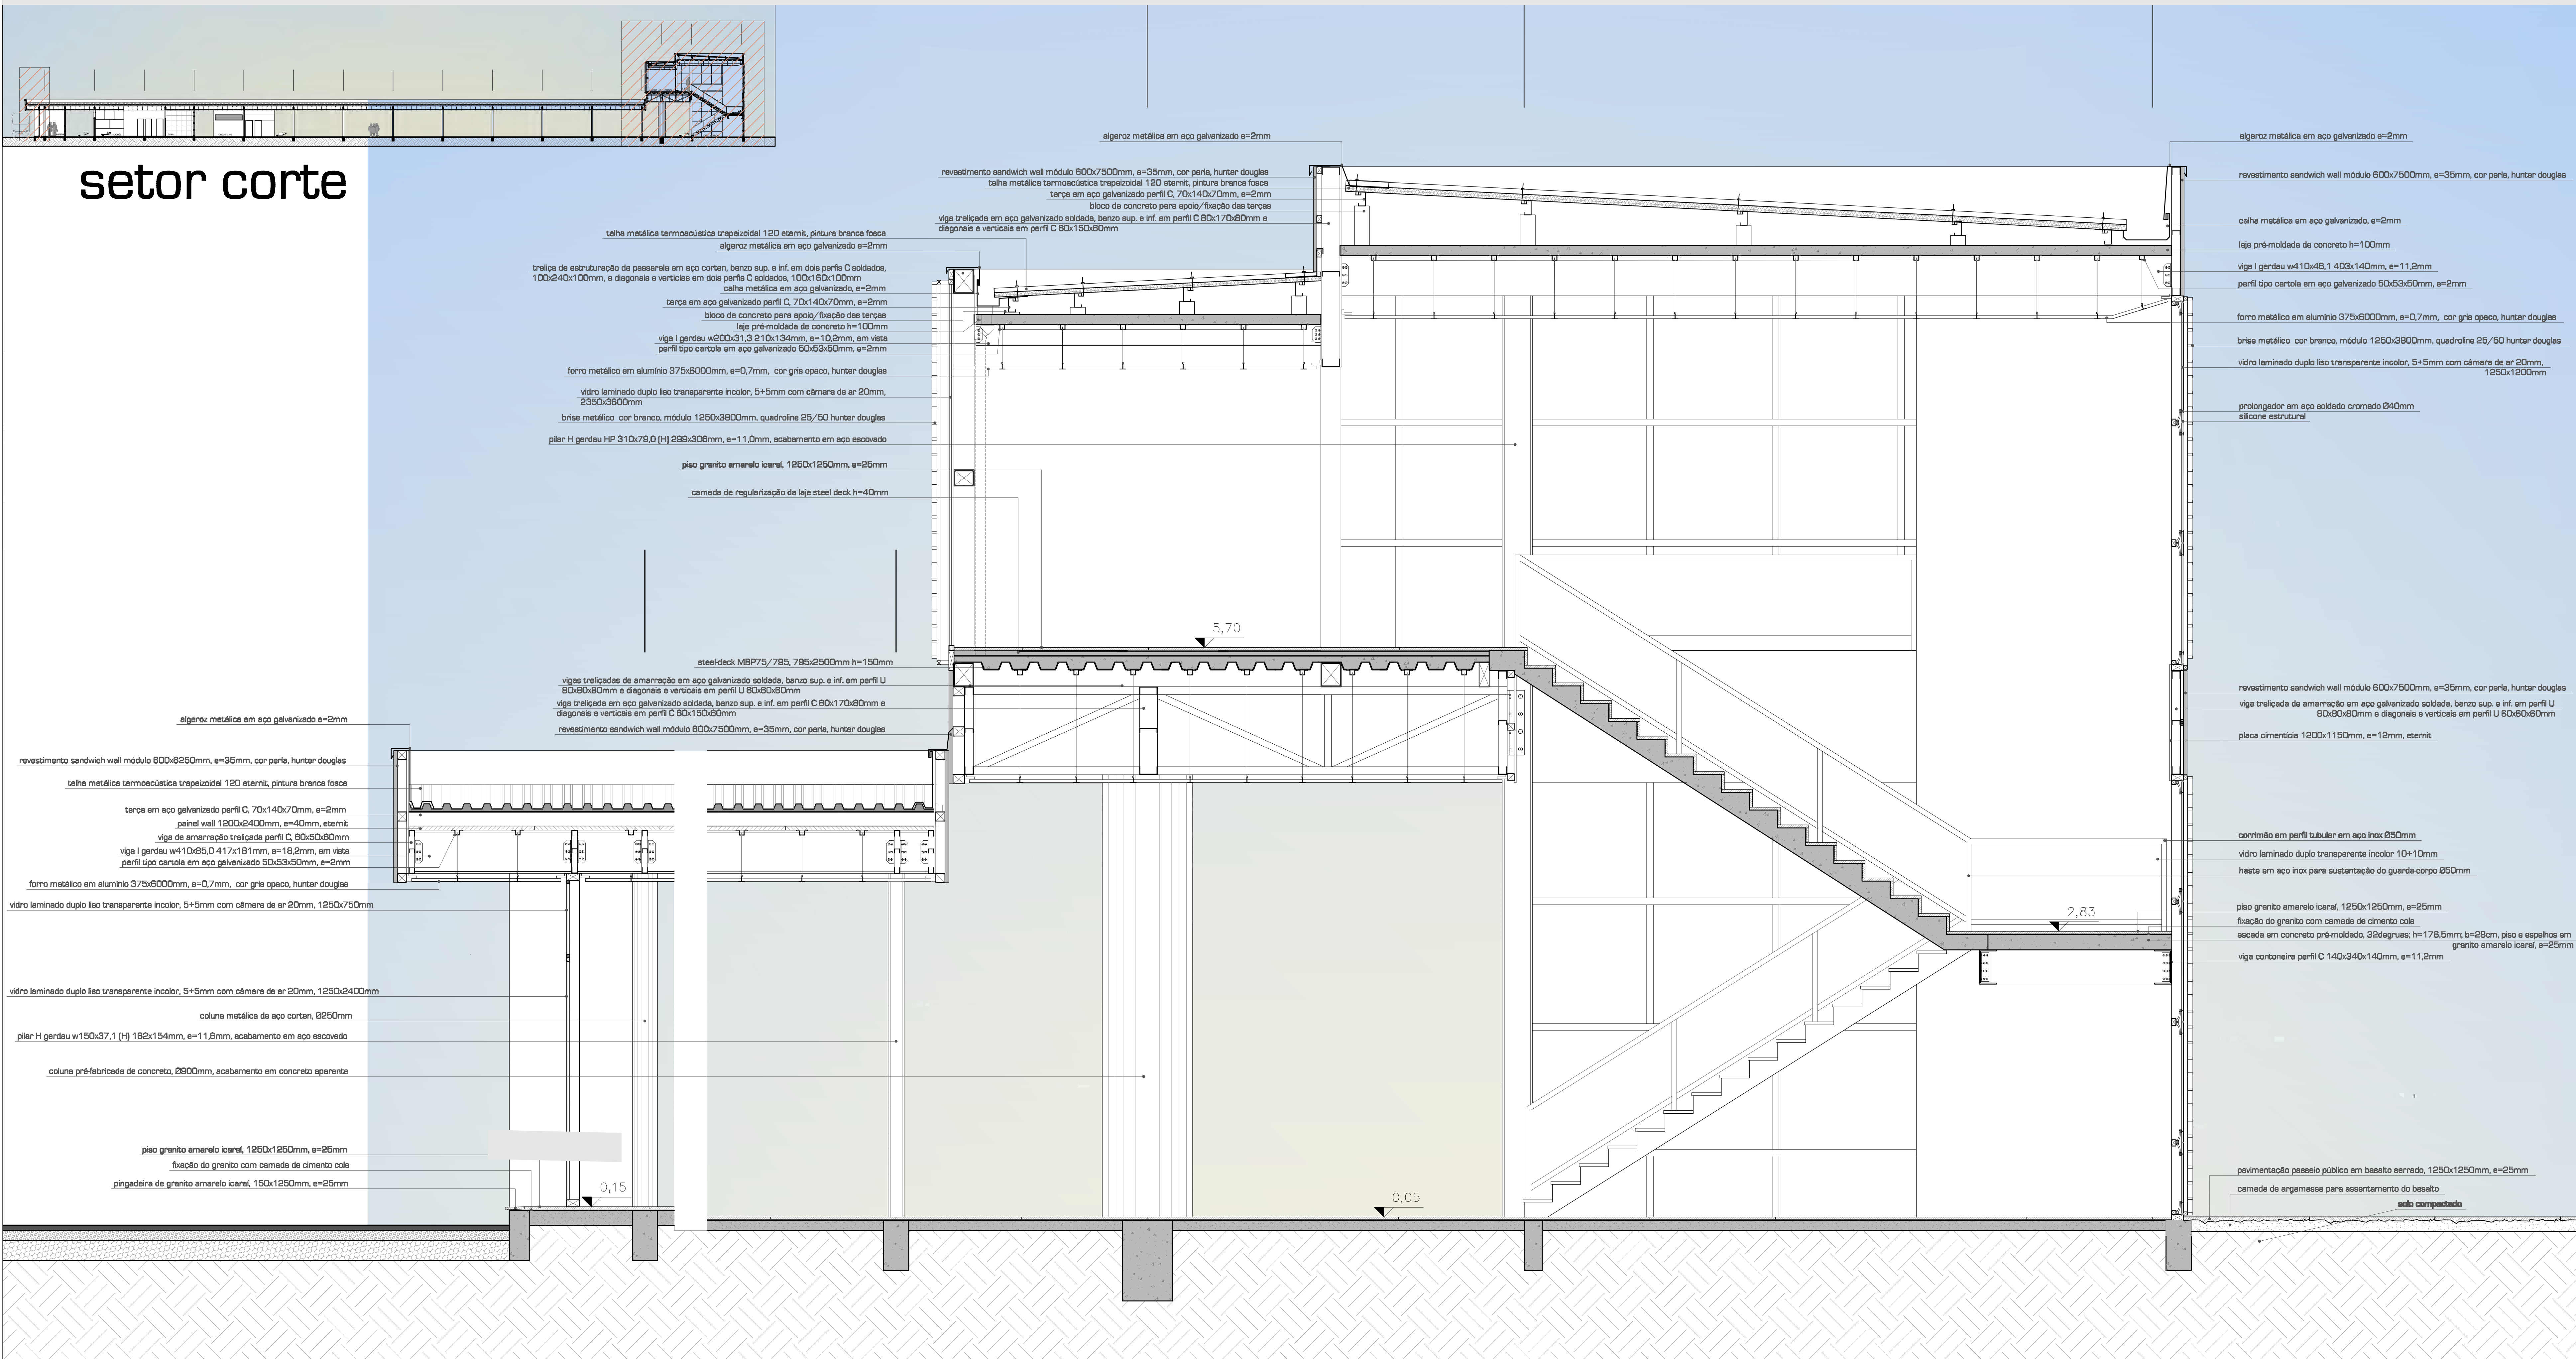 setor corte
algeroz metálica em aço galvanizado e=2mm
revestimento sandwich wall módulo 600x7500mm, e=35mm, cor perla, hunter douglas
telha metálica termoacústica trapeizoidal 120 eternit, pintura branca fosca
terça em aço galvanizado perfil C, 70x140x70mm, e=2mm
bloco de concreto para apoio/fixação das terças
viga treliçada em aço galvanizado soldada, banzo sup. e inf. em perfil C 80x170x80mm e
diagonais e verticais em perfil C 60x150x60mm
telha metálica termoacústica trapeizoidal 120 eternit, pintura branca fosca
algeroz metálica em aço galvanizado e=2mm
treliça de estruturação da passarela em aço corten, banzo sup. e inf. em dois perfis C soldados,
100x240x100mm, e diagonais e verticias em dois perfis C soldados, 100x160x100mm
calha metálica em aço galvanizado, e=2mm
terça em aço galvanizado perfil C, 70x140x70mm, e=2mm
bloco de concreto para apoio/fixação das terças
laje pré-moldada de concreto h=100mm
viga I gerdau w200x31,3 210x134mm, e=10,2mm, em vista
perfil tipo cartola em aço galvanizado 50x53x50mm, e=2mm
forro metálico em alumínio 375x6000mm, e=0,7mm, cor gris opaco, hunter douglas
vidro laminado duplo liso transparente incolor, 5+5mm com câmara de ar 20mm,
2350x3600mm
brise metálico cor branco, módulo 1250x3800mm, quadroline 25/50 hunter douglas
pilar H gerdau HP 310x79,0 (H) 299x306mm, e=11,0mm, acabamento em aço escovado
piso granito amarelo icaraí, 1250x1250mm, e=25mm
camada de regularização da laje steel deck h=40mm
5,70
steel-deck MBP75/795, 795x2500mm h=150mm
vigas treliçadas de amarração em aço galvanizado soldada, banzo sup. e inf. em perfil U
80x80x80mm e diagonais e verticais em perfil U 60x60x60mm
viga treliçada em aço galvanizado soldada, banzo sup. e inf. em perfil C 80x170x80mm e
diagonais e verticais em perfil C 60x150x60mm
revestimento sandwich wall módulo 600x7500mm, e=35mm, cor perla, hunter douglas
algeroz metálica em aço galvanizado e=2mm
revestimento sandwich wall módulo 600x6250mm, e=35mm, cor perla, hunter douglas
telha metálica termoacústica trapeizoidal 120 eternit, pintura branca fosca
terça em aço galvanizado perfil C, 70x140x70mm, e=2mm
painel wall 1200x2400mm, e=40mm, eternit
viga de amarração treliçada perfil C, 60x50x60mm
viga I gerdau w410x85,0 417x181mm, e=18,2mm, em vista
perfil tipo cartola em aço galvanizado 50x53x50mm, e=2mm
forro metálico em alumínio 375x6000mm, e=0,7mm, cor gris opaco, hunter douglas
vidro laminado duplo liso transparente incolor, 5+5mm com câmara de ar 20mm, 1250x750mm
vidro laminado duplo liso transparente incolor, 5+5mm com câmara de ar 20mm, 1250x2400mm
coluna metálica de aço corten, Ø250mm
pilar H gerdau w150x37,1 (H) 162x154mm, e=11,6mm, acabamento em aço escovado
coluna pré-fabricada de concreto, Ø900mm, acabamento em concreto aparente
piso granito amarelo icaraí, 1250x1250mm, e=25mm
fixação do granito com camada de cimento cola
pingadeira de granito amarelo icaraí, 150x1250mm, e=25mm
0,15
0,05
algeroz metálica em aço galvanizado e=2mm
revestimento sandwich wall módulo 600x7500mm, e=35mm, cor perla, hunter douglas
calha metálica em aço galvanizado, e=2mm
laje pré-moldada de concreto h=100mm
viga I gerdau w410x46,1 403x140mm, e=11,2mm
perfil tipo cartola em aço galvanizado 50x53x50mm, e=2mm
forro metálico em alumínio 375x6000mm, e=0,7mm, cor gris opaco, hunter douglas
brise metálico cor branco, módulo 1250x3800mm, quadroline 25/50 hunter douglas
vidro laminado duplo liso transparente incolor, 5+5mm com câmara de ar 20mm,
1250x1200mm
prolongador em aço soldado cromado Ø40mm
silicone estrutural
revestimento sandwich wall módulo 600x7500mm, e=35mm, cor perla, hunter douglas
viga treliçada de amarração em aço galvanizado soldada, banzo sup. e inf. em perfil U
80x80x80mm e diagonais e verticais em perfil U 60x60x60mm
placa cimentícia 1200x1150mm, e=12mm, eternit
corrimão em perfil tubular em aço inox Ø50mm
vidro laminado duplo transparente incolor 10+10mm
haste em aço inox para sustentação do guarda-corpo Ø50mm
piso granito amarelo icaraí, 1250x1250mm, e=25mm
2,83
fixação do granito com camada de cimento cola
escada em concreto pré-moldado, 32degruas; h=178,5mm; b=28cm, piso e espelhos em
granito amarelo icaraí, e=25mm
viga contoneira perfil C 140x340x140mm, e=11,2mm
pavimentação passeio público em basalto serrado, 1250x1250mm, e=25mm
camada de argamassa para assentamento do basalto
solo compactado